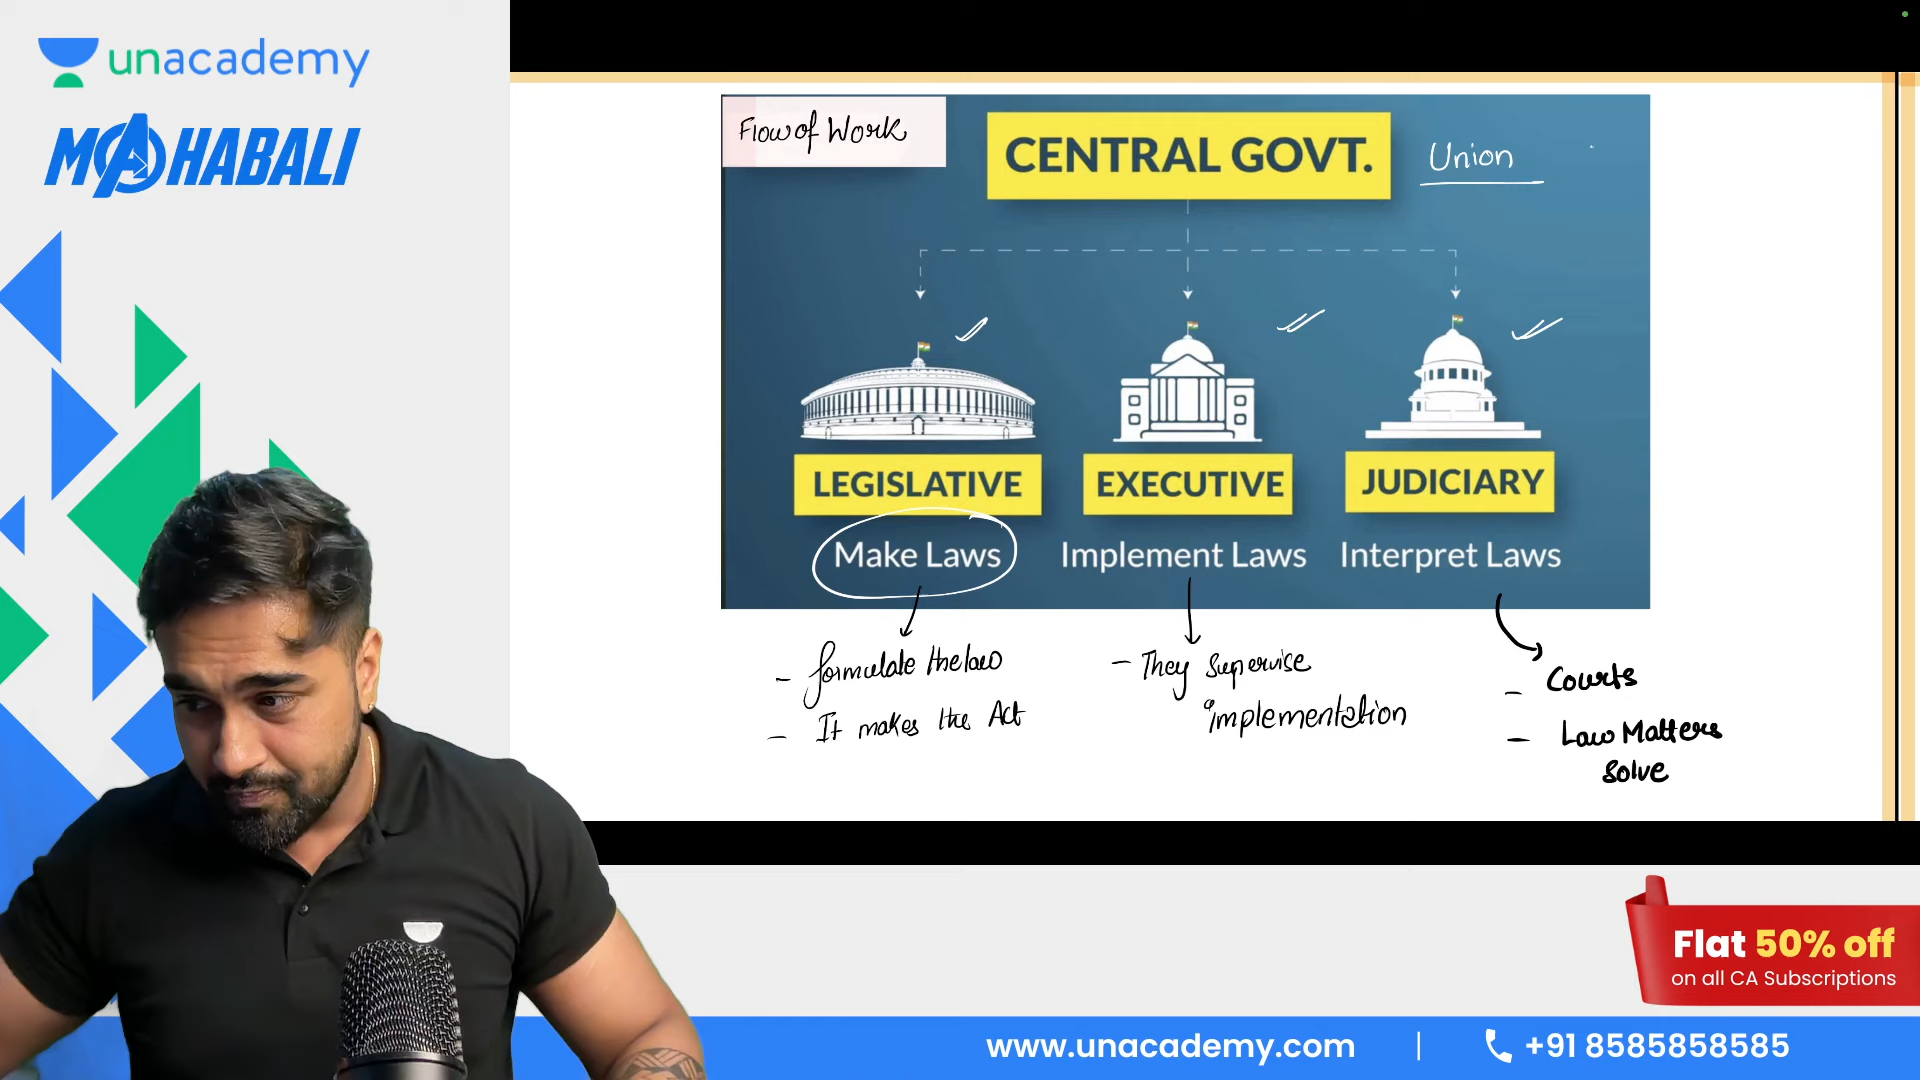 unacademy
MAHABALI
Flow of Work
CENTRAL GOVT.
Union
LEGISLATIVE
EXECUTIVE
JUDICIARY
Make Laws
Implement Laws
Interpret Laws
- formulate the law
- It makes the Act
- They supervise
implementation
- Courts
- Law Matters
solve
Flat 50% off
on all CA Subscriptions
www.unacademy.com | +91 8585858585